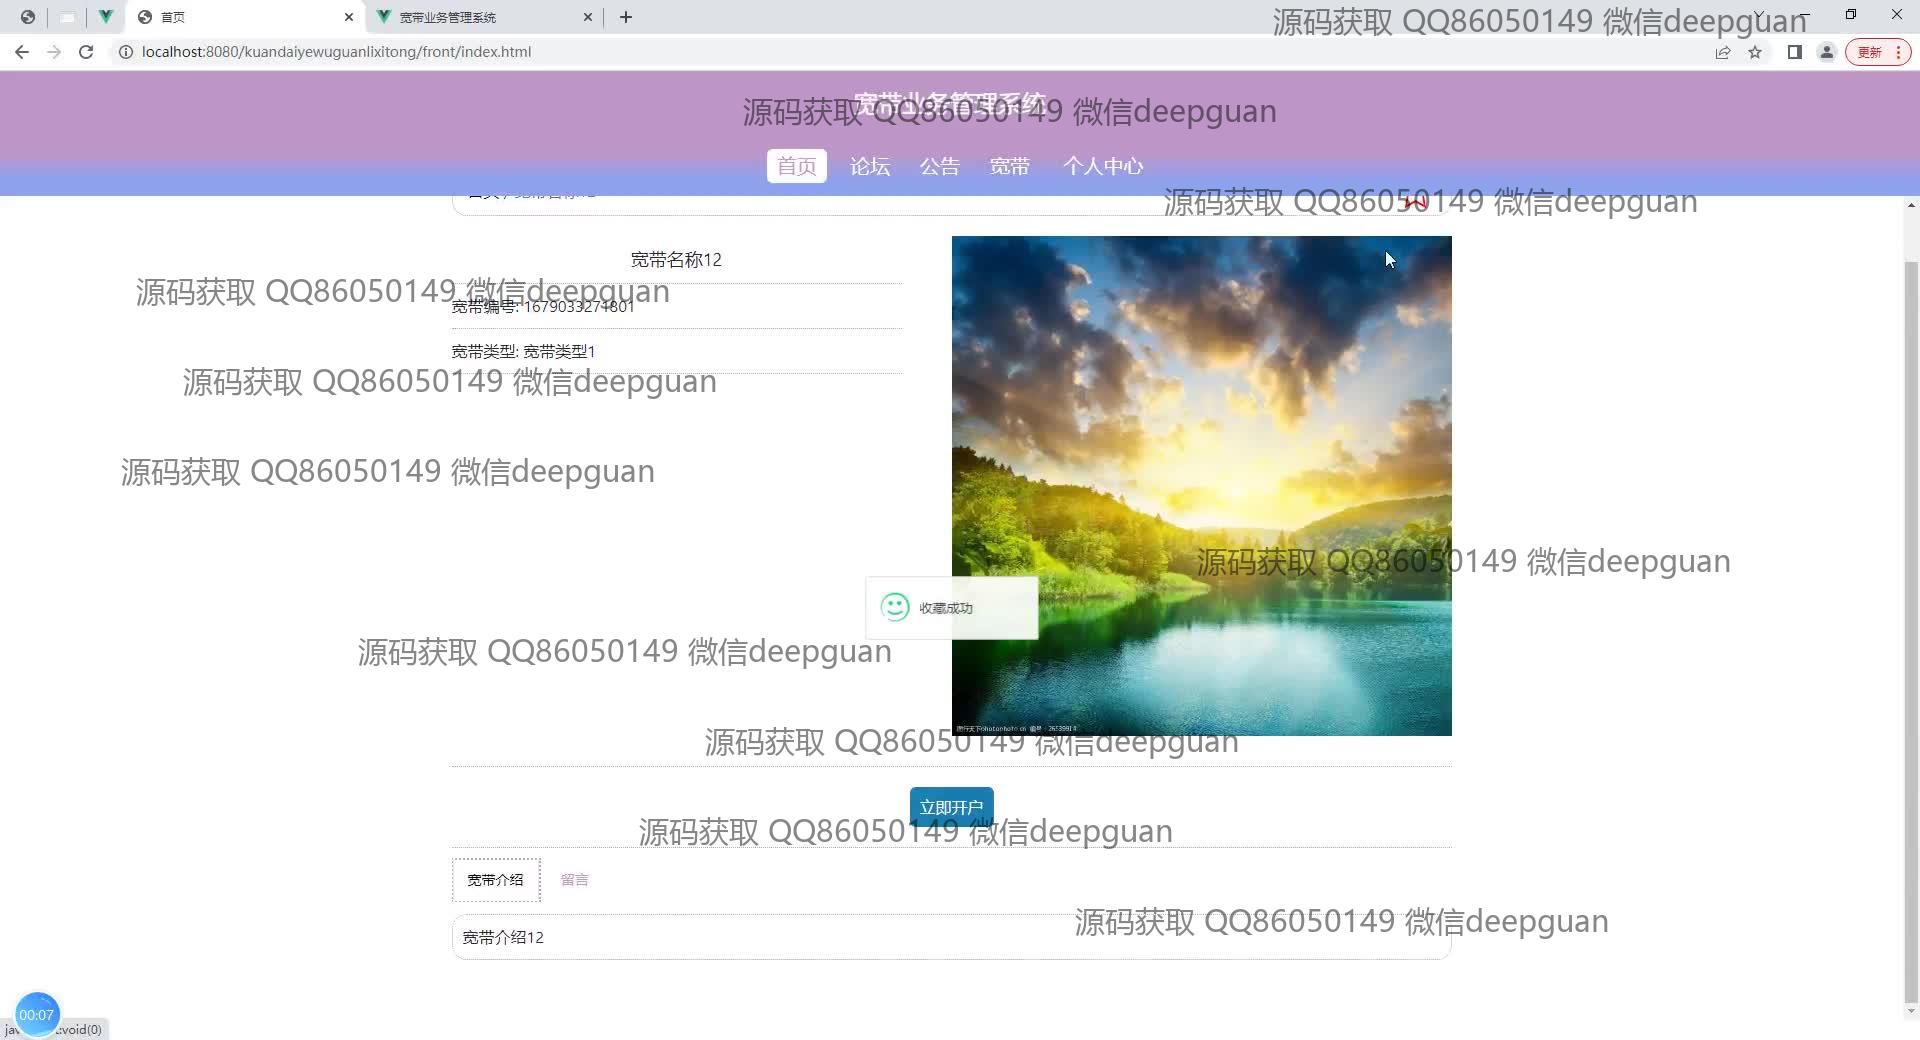 首页
宽带业务管理系统
源码获取 QQ86050149 微信deepguan
localhost:8080/kuandaiyewuguanlixitong/front/index.html
更新
宽带业务管理系统
源码获取 QQ86050149 微信deepguan
首页 论坛 公告 宽带 个人中心
源码获取 QQ86050149 微信deepguan
宽带名称12
源码获取 QQ86050149 微信deepguan
宽带编号: 1679033271801
宽带类型: 宽带类型1
源码获取 QQ86050149 微信deepguan
源码获取 QQ86050149 微信deepguan
源码获取 QQ86050149 微信deepguan
收藏成功
源码获取 QQ86050149 微信deepguan
源码获取 QQ86050149 微信deepguan
立即开户
源码获取 QQ86050149 微信deepguan
宽带介绍 留言
源码获取 QQ86050149 微信deepguan
宽带介绍12
00:07